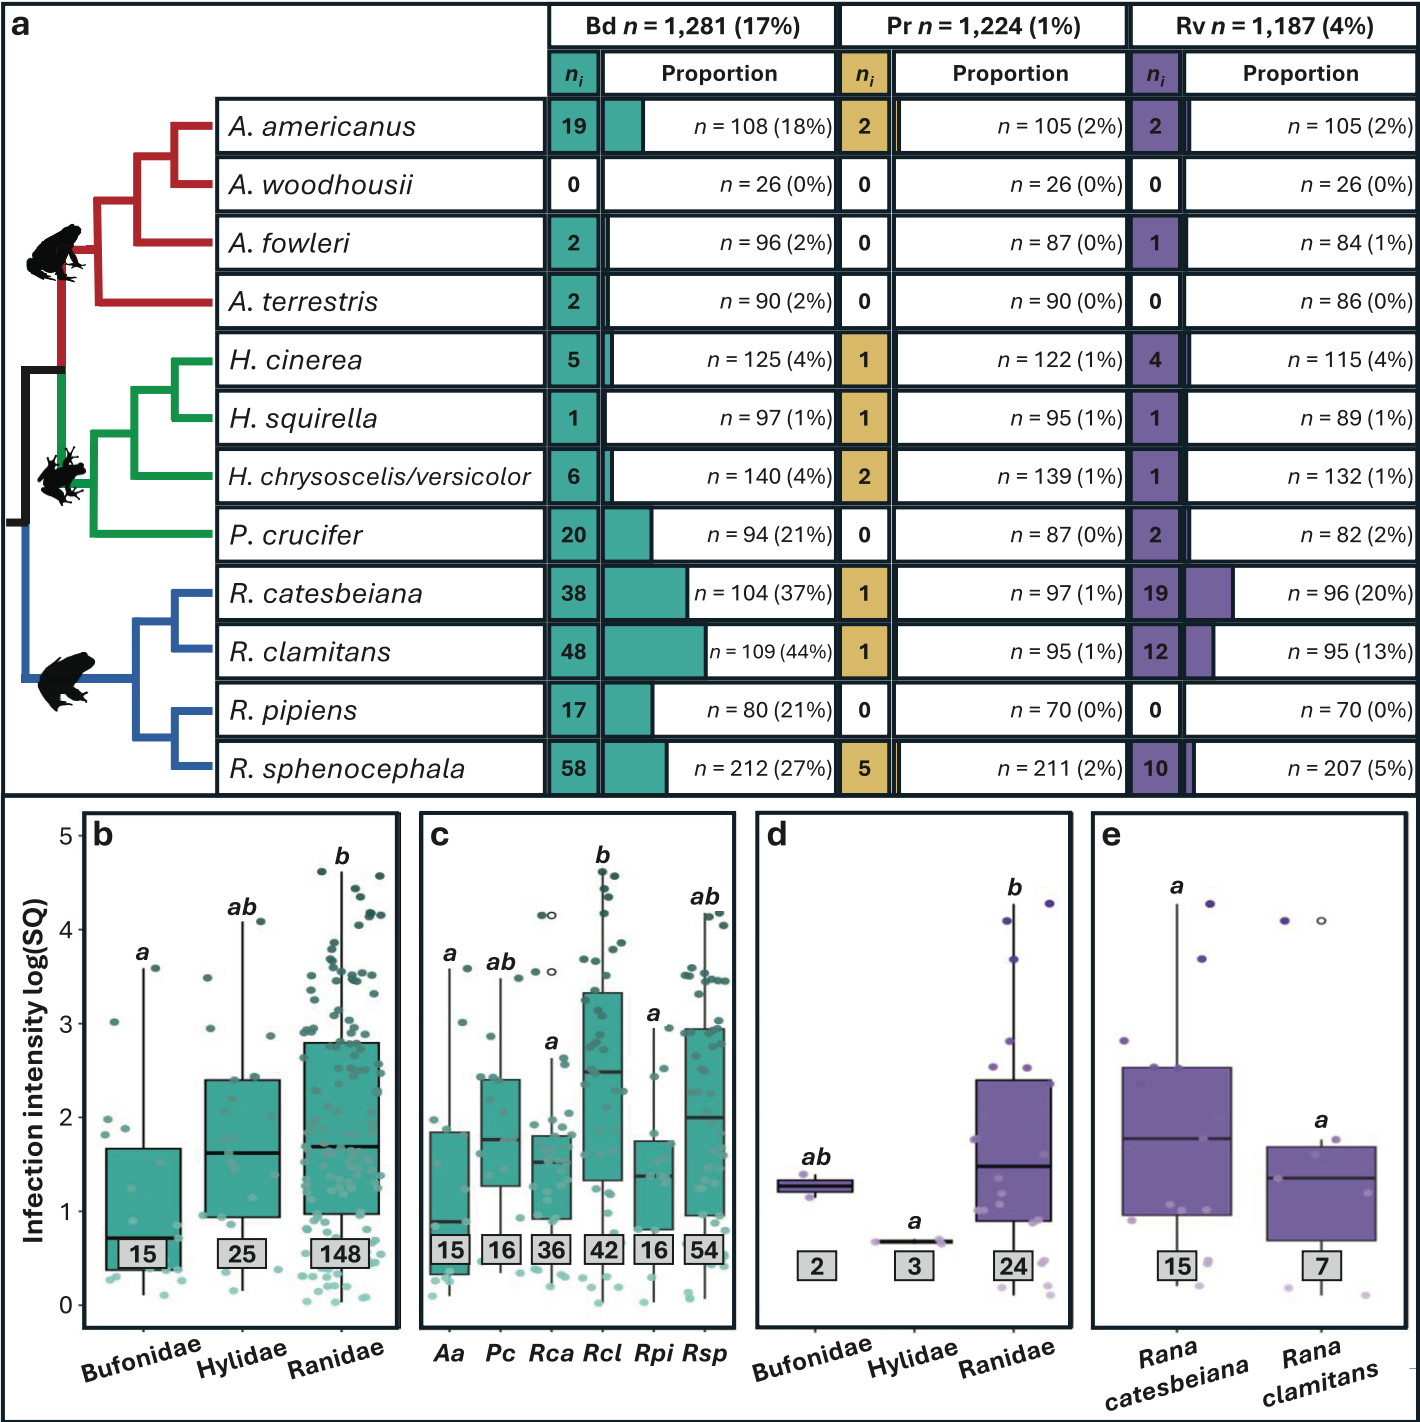 a
Bd n = 1,281 (17%) Pr n = 1,224 (1%) Rv n = 1,187 (4%)
ni Proportion ni Proportion ni Proportion
A. americanus 19 n = 108 (18%) 2 n = 105 (2%) 2 n = 105 (2%)
A. woodhousii 0 n = 26 (0%) 0 n = 26 (0%) 0 n = 26 (0%)
A. fowleri 2 n = 96 (2%) 0 n = 87 (0%) 1 n = 84 (1%)
A. terrestris 2 n = 90 (2%) 0 n = 90 (0%) 0 n = 86 (0%)
H. cinerea 5 n = 125 (4%) 1 n = 122 (1%) 4 n = 115 (4%)
H. squirella 1 n = 97 (1%) 1 n = 95 (1%) 1 n = 89 (1%)
H. chrysoscelis/versicolor 6 n = 140 (4%) 2 n = 139 (1%) 1 n = 132 (1%)
P. crucifer 20 n = 94 (21%) 0 n = 87 (0%) 2 n = 82 (2%)
R. catesbeiana 38 n = 104 (37%) 1 n = 97 (1%) 19 n = 96 (20%)
R. clamitans 48 n = 109 (44%) 1 n = 95 (1%) 12 n = 95 (13%)
R. pipiens 17 n = 80 (21%) 0 n = 70 (0%) 0 n = 70 (0%)
R. sphenocephala 58 n = 212 (27%) 5 n = 211 (2%) 10 n = 207 (5%)
Infection intensity log(SQ)
5
4
3
2
1
0
b
a ab b
15 25 148
Bufonidae Hylidae Ranidae
c
a ab a b a ab
15 16 36 42 16 54
Aa Pc Rca Rcl Rpi Rsp
d
ab a b
2 3 24
Bufonidae Hylidae Ranidae
e
a a
15 7
Rana catesbeiana
Rana clamitans